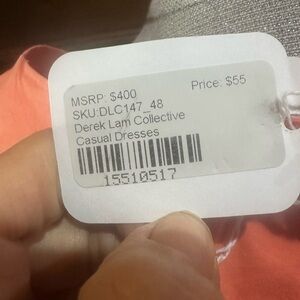 MSRP: $400 Price: $55
SKU:DLC147_48
Derek Lam Collective
Casual Dresses
15510517